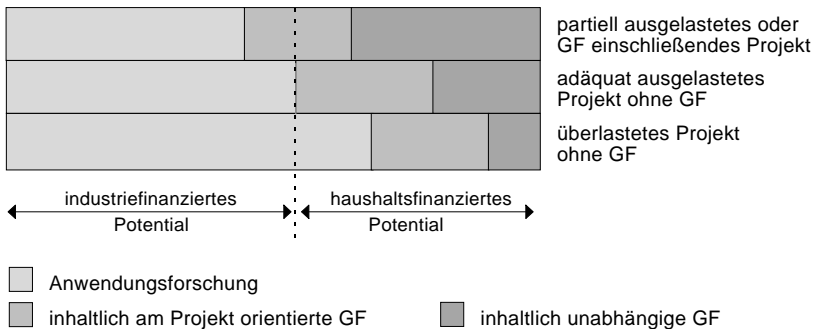 partiell ausgelastetes oder
GF einschließendes Projekt
adäquat ausgelastetes
Projekt ohne GF
überlastetes Projekt
ohne GF
industriefinanziertes
Potential
haushaltsfinanziertes
Potential
Anwendungsforschung
inhaltlich am Projekt orientierte GF
inhaltlich unabhängige GF